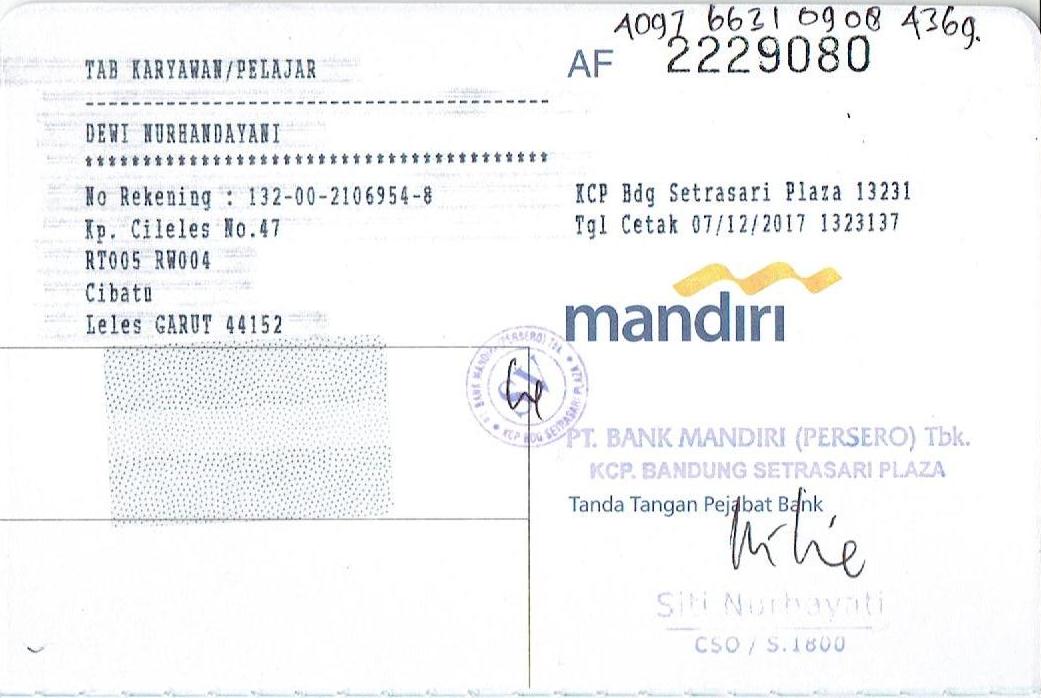 4097 6631 0908 4369.
AF 2229080
TAB KARYAWAN/PELAJAR
----------------------------------------
DEWI NURHANDAYANI
****************************************
No Rekening : 132-00-2106954-8
Kp. Cileles No.47
RT005 RW004
Cibatu
Leles GARUT 44152
KCP Bdg Setrasari Plaza 13231
Tgl Cetak 07/12/2017 1323137
mandiri
PT. BANK MANDIRI (PERSERO) Tbk.
KCP BDG SETRASARI PLAZA
PT. BANK MANDIRI (PERSERO) Tbk.
KCP. BANDUNG SETRASARI PLAZA
Tanda Tangan Pejabat Bank
Siti Nurhayati
CSO / S.1800